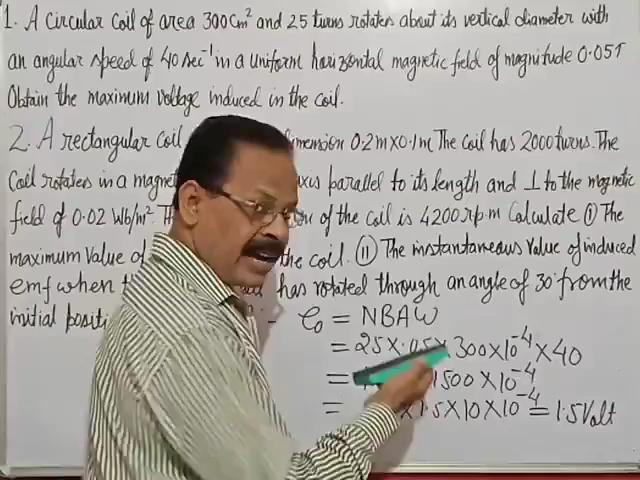 1. A Circular Coil of area 300 Cm² and 25 turns rotates about its vertical diameter with
an angular speed of 40 sec⁻¹ in a uniform horizontal magnetic field of magnitude 0.05T
Obtain the maximum voltage induced in the coil.
2. A rectangular Coil dimension 0.2m X 0.1m The coil has 2000 turns. The
Coil rotates in a magnet axis parallel to its length and ⊥ to the magnetic
field of 0.02 Wb/m². of the coil is 4200 r.p.m Calculate ① The
maximum value of the coil. ⑪ The instantaneous value of induced
emf when has rotated through an angle of 30° from the
initial positi :- e₀ = NBAW
= 25 X .05 X 300 X 10⁻⁴ X 40
= 1500 X 10⁻⁴
= X 1.5 X 10 X 10⁻⁴ = 1.5 Volt